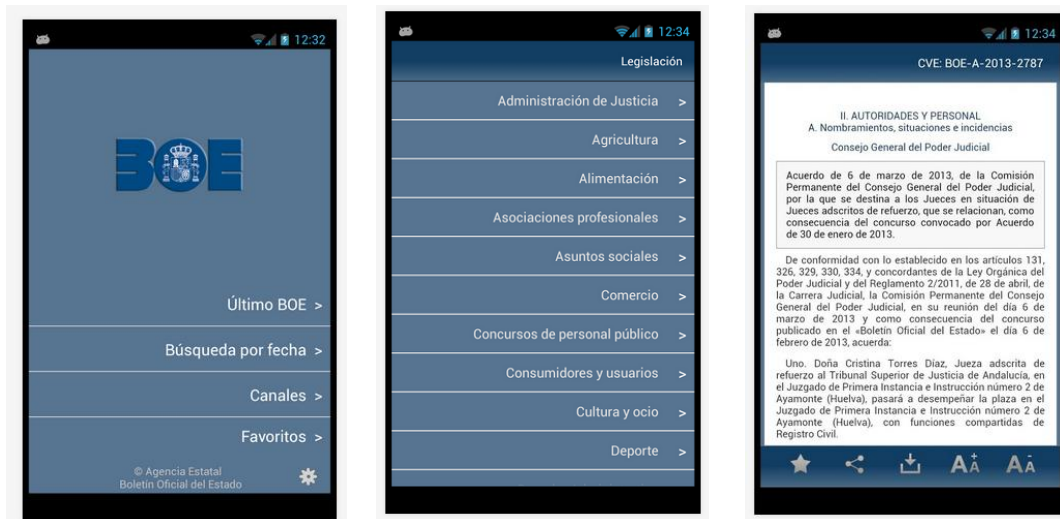 12:32
BOE
Último BOE >
Búsqueda por fecha >
Canales >
Favoritos >
© Agencia Estatal
Boletín Oficial del Estado
12:34
Legislación
Administración de Justicia >
Agricultura >
Alimentación >
Asociaciones profesionales >
Asuntos sociales >
Comercio >
Concursos de personal público >
Consumidores y usuarios >
Cultura y ocio >
Deporte >
12:34
CVE: BOE-A-2013-2787
II. AUTORIDADES Y PERSONAL
A. Nombramientos, situaciones e incidencias
Consejo General del Poder Judicial
Acuerdo de 6 de marzo de 2013, de la Comisión
Permanente del Consejo General del Poder Judicial,
por la que se destina a los Jueces en situación de
Jueces adscritos de refuerzo, que se relacionan, como
consecuencia del concurso convocado por Acuerdo
de 30 de enero de 2013.
De conformidad con lo establecido en los artículos 131,
326, 329, 330, 334, y concordantes de la Ley Orgánica del
Poder Judicial y del Reglamento 2/2011, de 28 de abril, de
la Carrera Judicial, la Comisión Permanente del Consejo
General del Poder Judicial, en su reunión del día 6 de
marzo de 2013 y como consecuencia del concurso
publicado en el «Boletín Oficial del Estado» el día 6 de
febrero de 2013, acuerda:
Uno. Doña Cristina Torres Díaz, Jueza adscrita de
refuerzo al Tribunal Superior de Justicia de Andalucía, en
el Juzgado de Primera Instancia e Instrucción número 2 de
Ayamonte (Huelva), pasará a desempeñar la plaza en el
Juzgado de Primera Instancia e Instrucción número 2 de
Ayamonte (Huelva), con funciones compartidas de
Registro Civil.
AA+ AA-